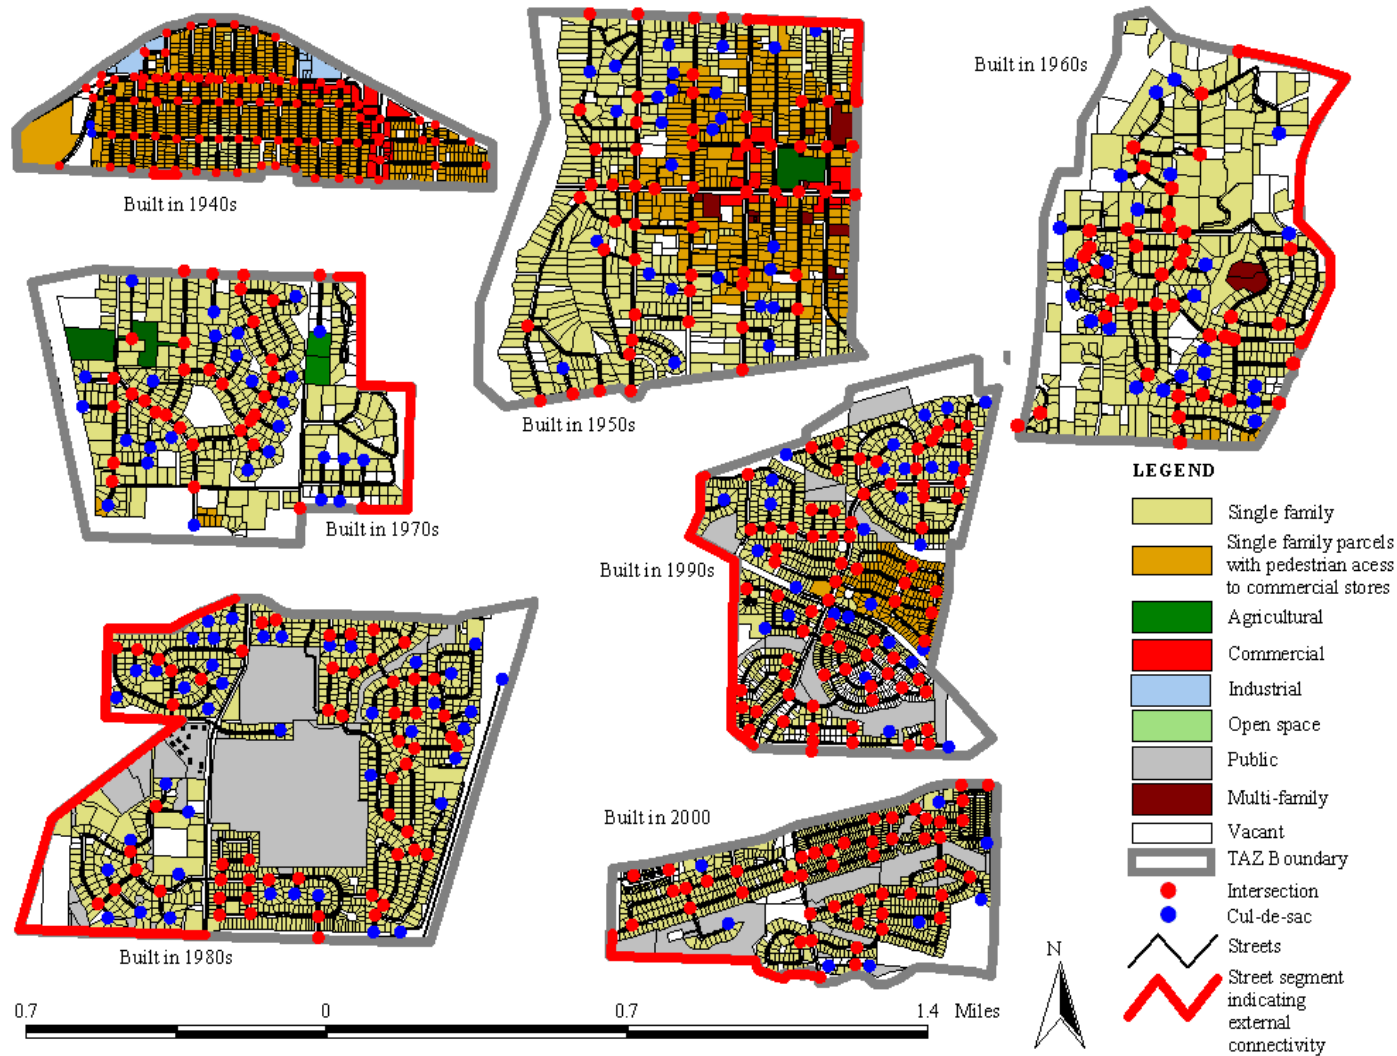 Built in 1940s
Built in 1950s
Built in 1960s
Built in 1970s
Built in 1990s
Built in 1980s
Built in 2000
LEGEND
Single family
Single family parcels
with pedestrian acess
to commercial stores
Agricultural
Commercial
Industrial
Open space
Public
Multi-family
Vacant
TAZ Boundary
Intersection
Cul-de-sac
Streets
Street segment
indicating
external
connectivity
N
0.7 0 0.7 1.4 Miles